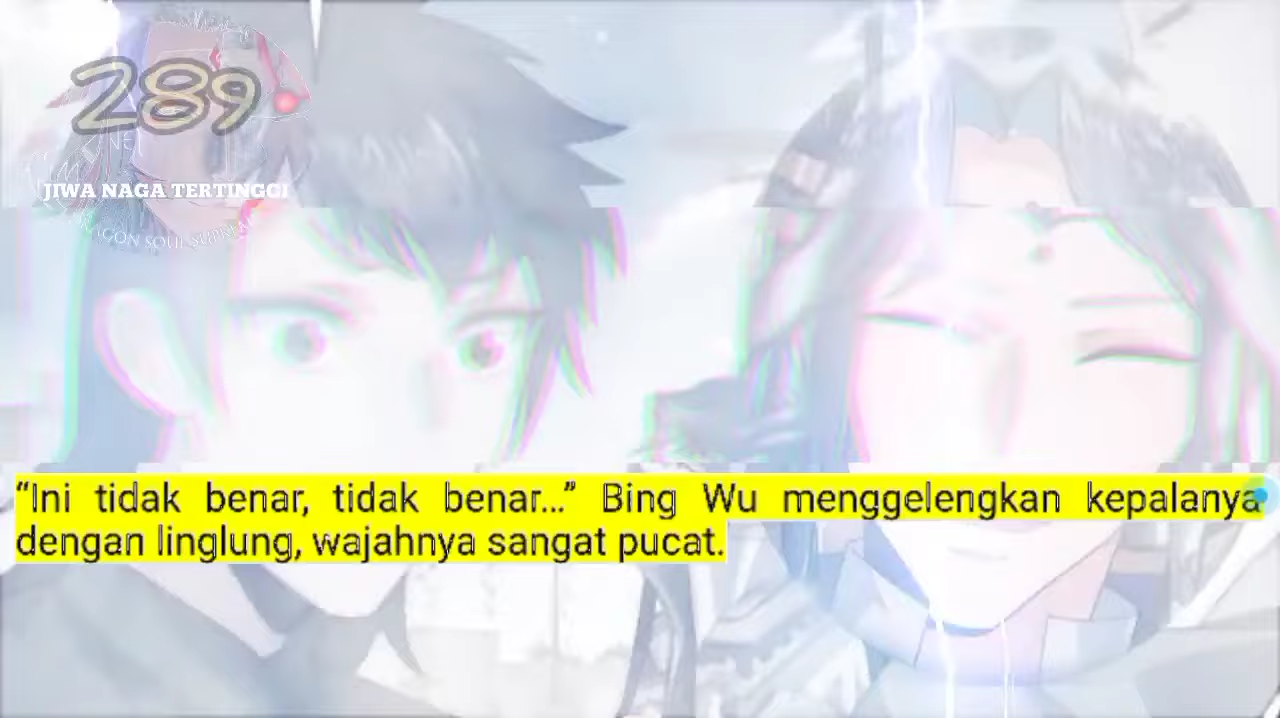 289
JIWA NAGA TERTINGGI
“Ini tidak benar, tidak benar...” Bing Wu menggelengkan kepalanya
dengan linglung, wajahnya sangat pucat.